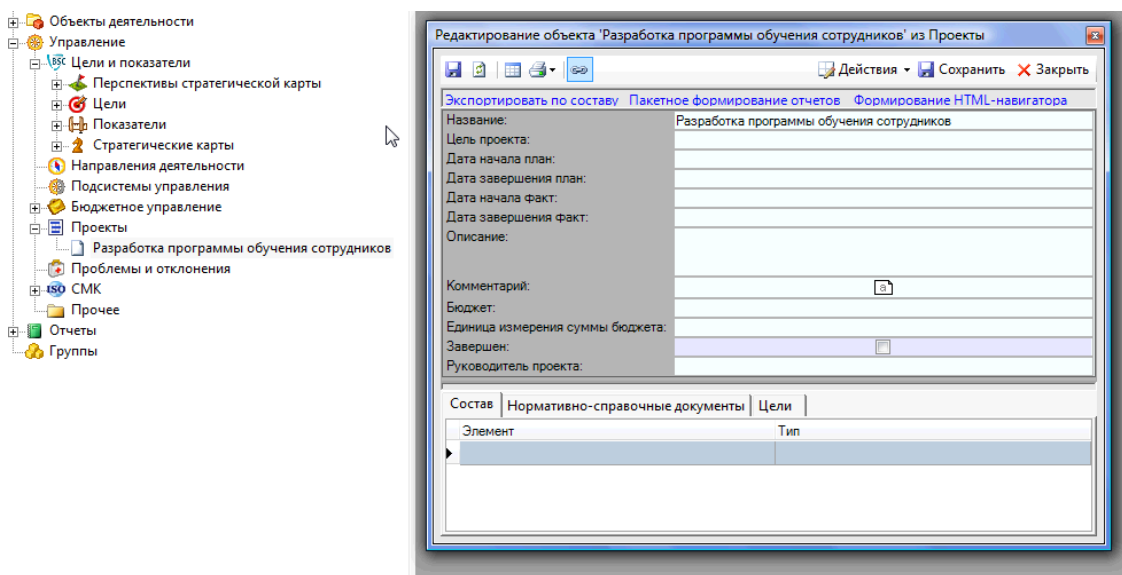 Объекты деятельности
Управление
BSC Цели и показатели
Перспективы стратегической карты
Цели
Показатели
Стратегические карты
Направления деятельности
Подсистемы управления
Бюджетное управление
Проекты
Разработка программы обучения сотрудников
Проблемы и отклонения
ISO СМК
Прочее
Отчеты
Группы
Редактирование объекта 'Разработка программы обучения сотрудников' из Проекты
Действия Сохранить Закрыть
Экспортировать по составу Пакетное формирование отчетов Формирование HTML-навигатора
Название: Разработка программы обучения сотрудников
Цель проекта:
Дата начала план:
Дата завершения план:
Дата начала факт:
Дата завершения факт:
Описание:
Комментарий: a
Бюджет:
Единица измерения суммы бюджета:
Завершен:
Руководитель проекта:
Состав Нормативно-справочные документы Цели
Элемент Тип